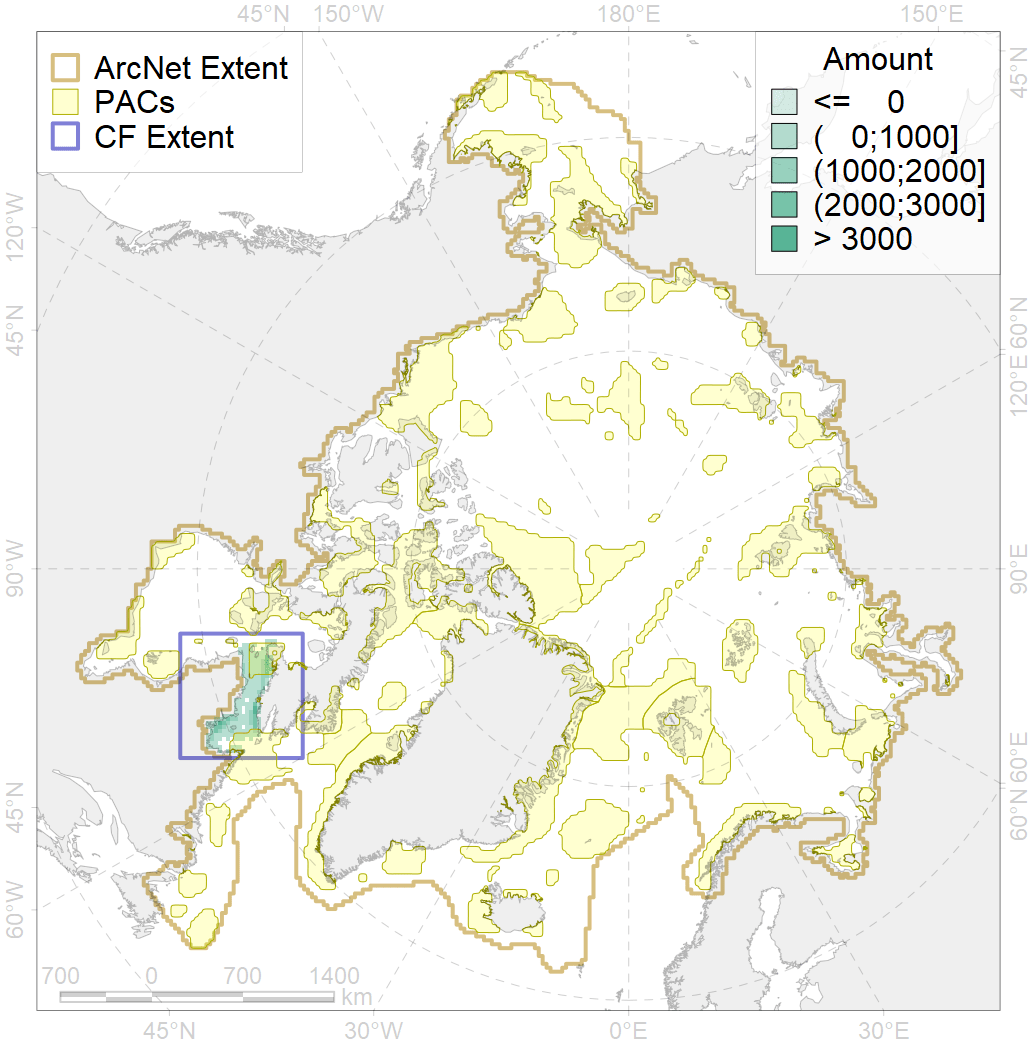 45°N 150°W 180°E 150°E
ArcNet Extent
PACs
CF Extent
Amount
<= 0
( 0;1000]
(1000;2000]
(2000;3000]
> 3000
45°N
120°W
60°N
45°N
120°E
90°W
90°E
60°E
45°N
60°N
60°W
700 0 700 1400
km
45°N 30°W 0°E 30°E